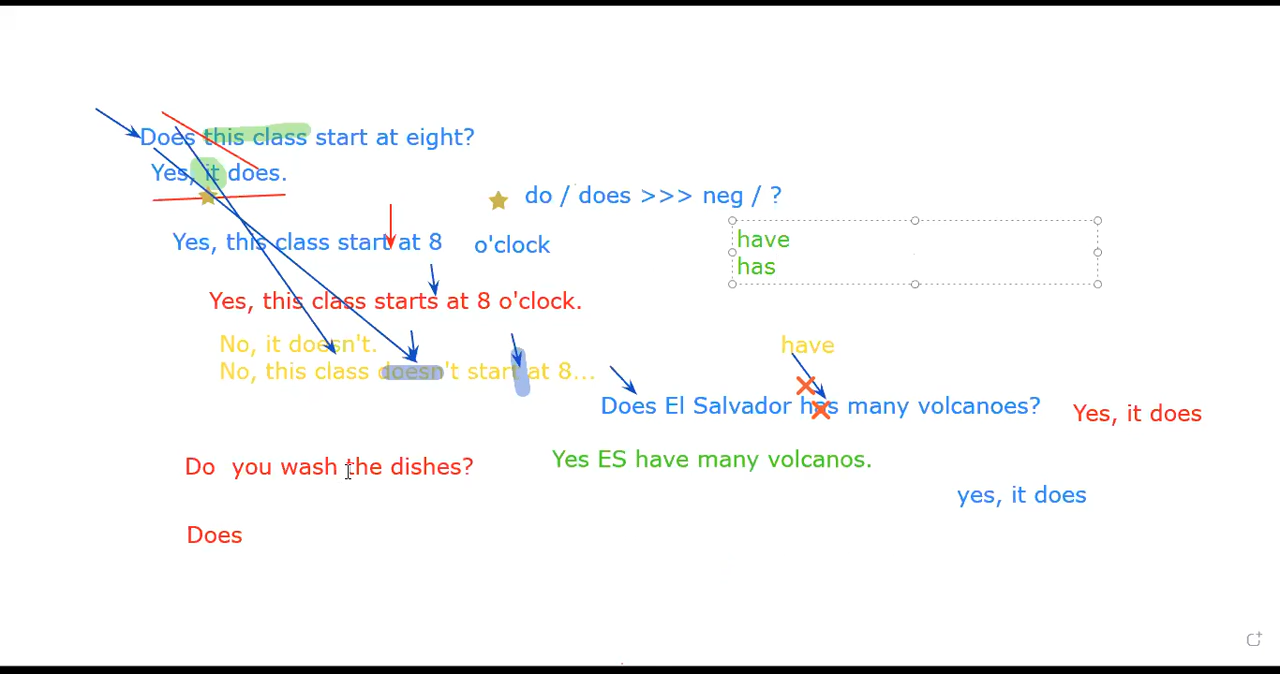 Does this class start at eight?
Yes, it does.
do / does >>> neg / ?
Yes, this class start at 8 o'clock
have
has
Yes, this class starts at 8 o'clock.
No, it doesn't.
No, this class doesn't start at 8...
have
Does El Salvador has many volcanoes? Yes, it does
Do you wash the dishes?
Yes ES have many volcanos.
yes, it does
Does